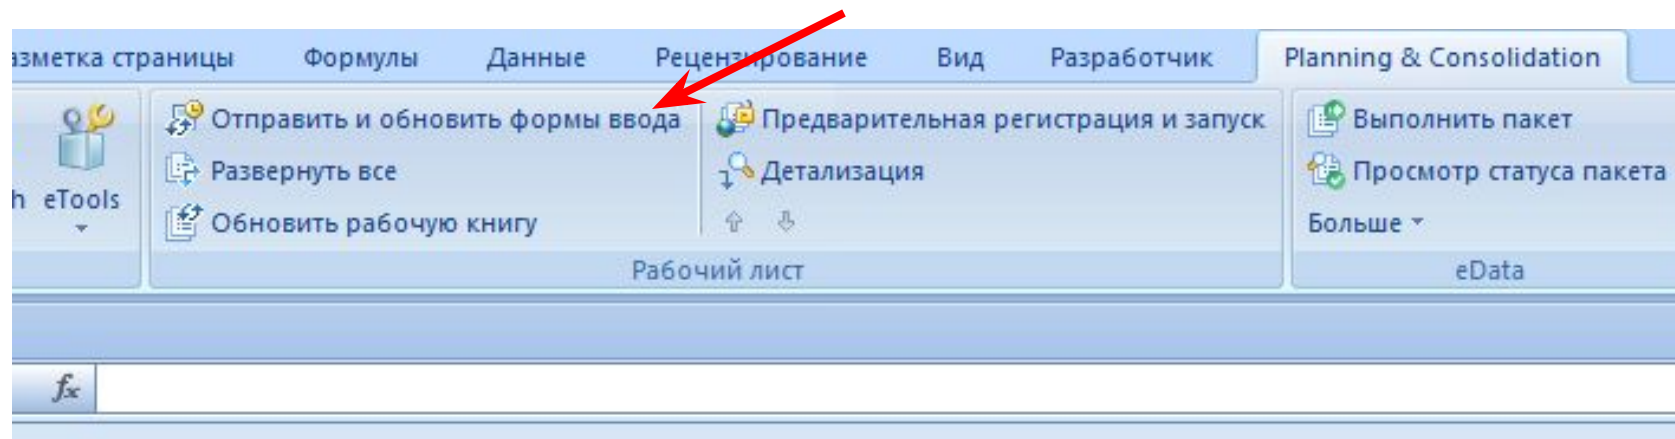 азметка страницы Формулы Данные Рецензирование Вид Разработчик Planning & Consolidation
Отправить и обновить формы ввода
Развернуть все
Обновить рабочую книгу
h eTools
Предварительная регистрация и запуск
Детализация
Рабочий лист
Выполнить пакет
Просмотр статуса пакета
Больше
eData
fx